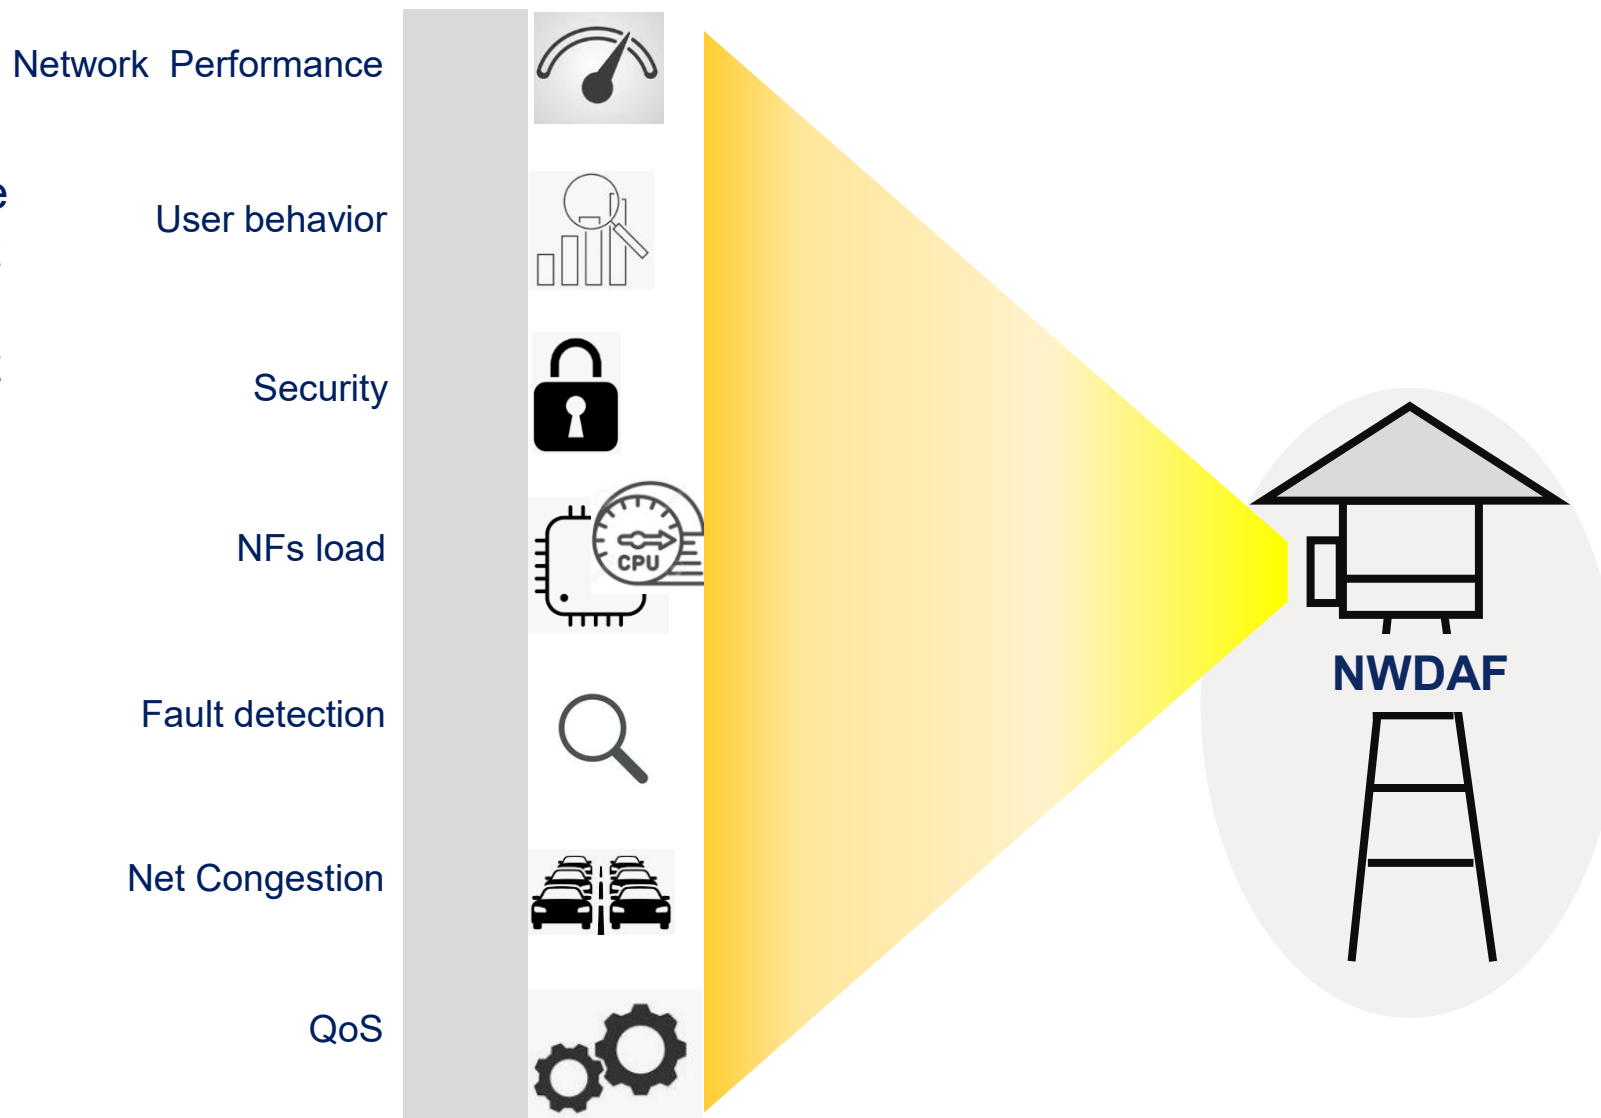 Network Performance
User behavior
Security
NFs load
CPU
Fault detection
NWDAF
Net Congestion
QoS